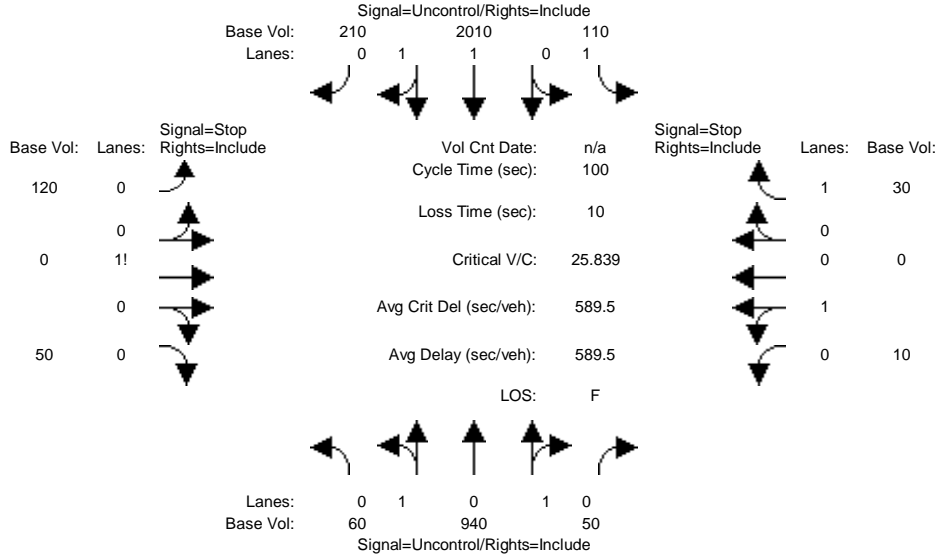 Signal=Uncontrol/Rights=Include
Base Vol: 210 2010 110
Lanes: 0 1 1 0 1
Signal=Stop Signal=Stop
Base Vol: Lanes: Rights=Include Vol Cnt Date: n/a Rights=Include Lanes: Base Vol:
Cycle Time (sec): 100
120 0 1 30
Loss Time (sec): 10
0 0
0 1! Critical V/C: 25.839 0 0
0 Avg Crit Del (sec/veh): 589.5 1
50 0 Avg Delay (sec/veh): 589.5 0 10
LOS: F
Lanes: 0 1 0 1 0
Base Vol: 60 940 50
Signal=Uncontrol/Rights=Include